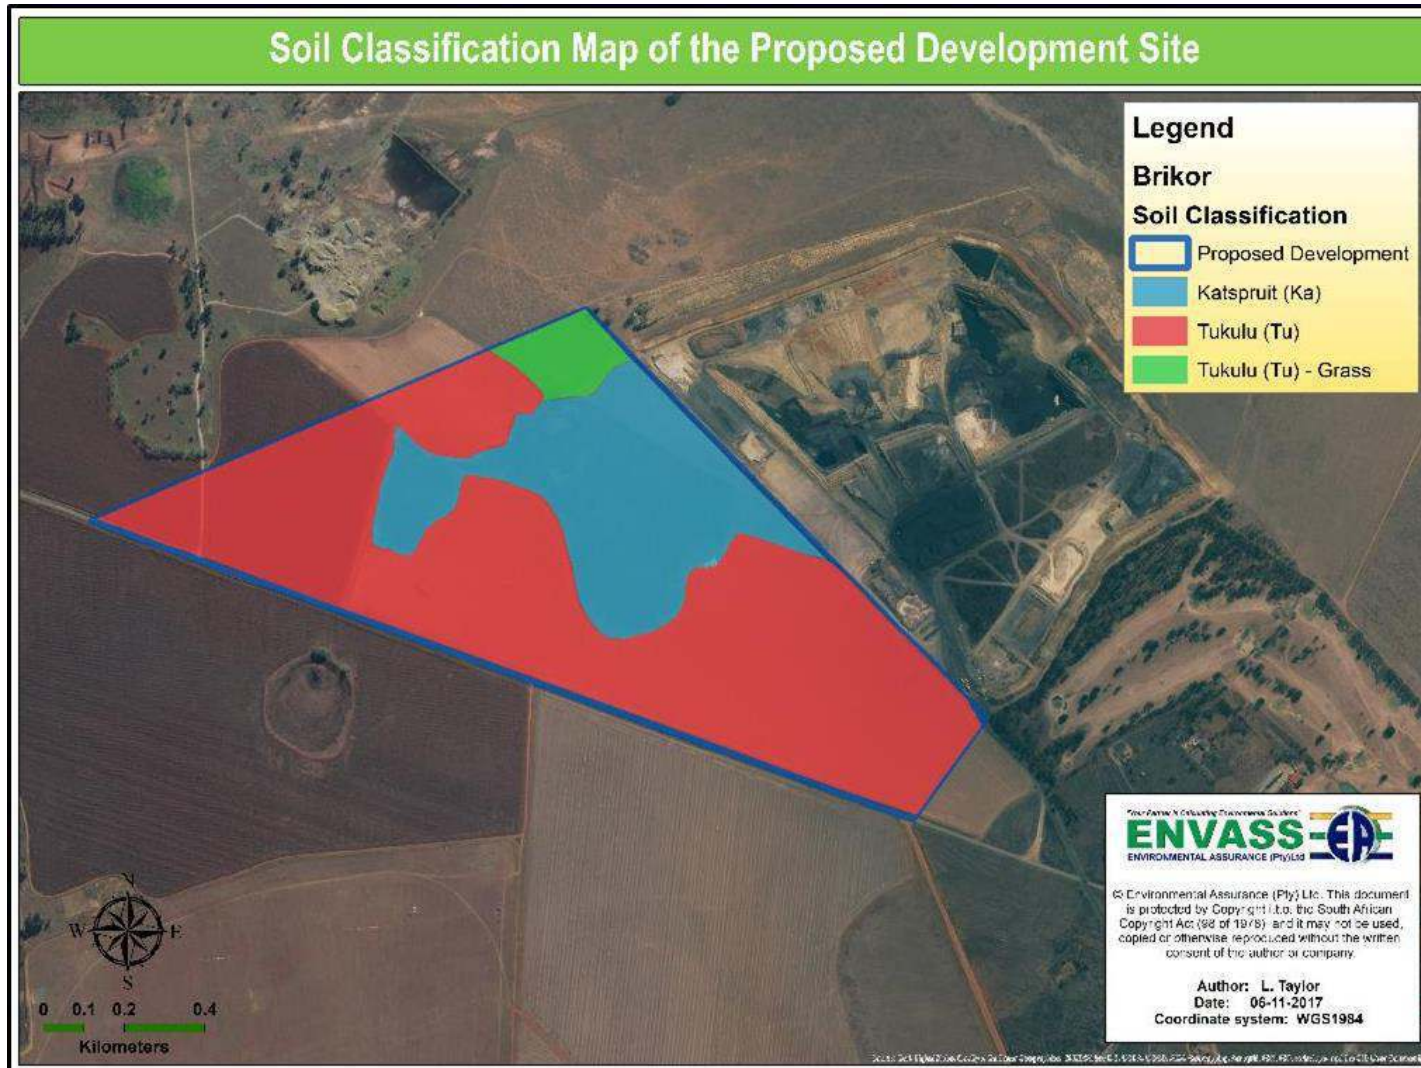 Soil Classification Map of the Proposed Development Site
Legend
Brikor
Soil Classification
Proposed Development
Katspruit (Ka)
Tukulu (Tu)
Tukulu (Tu) - Grass
ENVASS
EA
ENVIRONMENTAL ASSURANCE (Pty)Ltd
© Environmental Assurance (Pty) Ltd. This document
is protected by Copyright i.t.o. the South African
Copyright Act (98 of 1978) and it may not be used,
copied or otherwise reproduced without the written
consent of the author or company.
Author: L. Taylor
Date: 06-11-2017
Coordinate system: WGS1984
N
W E
S
0 0.1 0.2 0.4
Kilometers